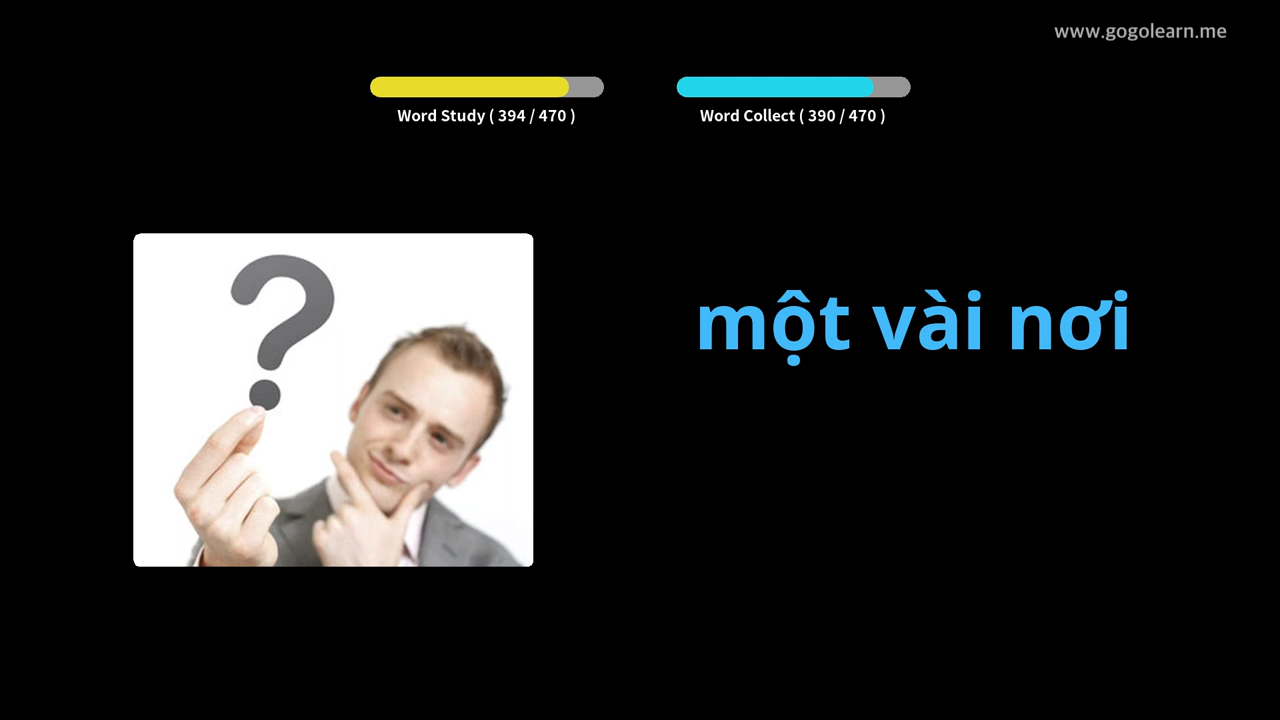 www.gogolearn.me
Word Study ( 394 / 470 )
Word Collect ( 390 / 470 )
một vài nơi
?